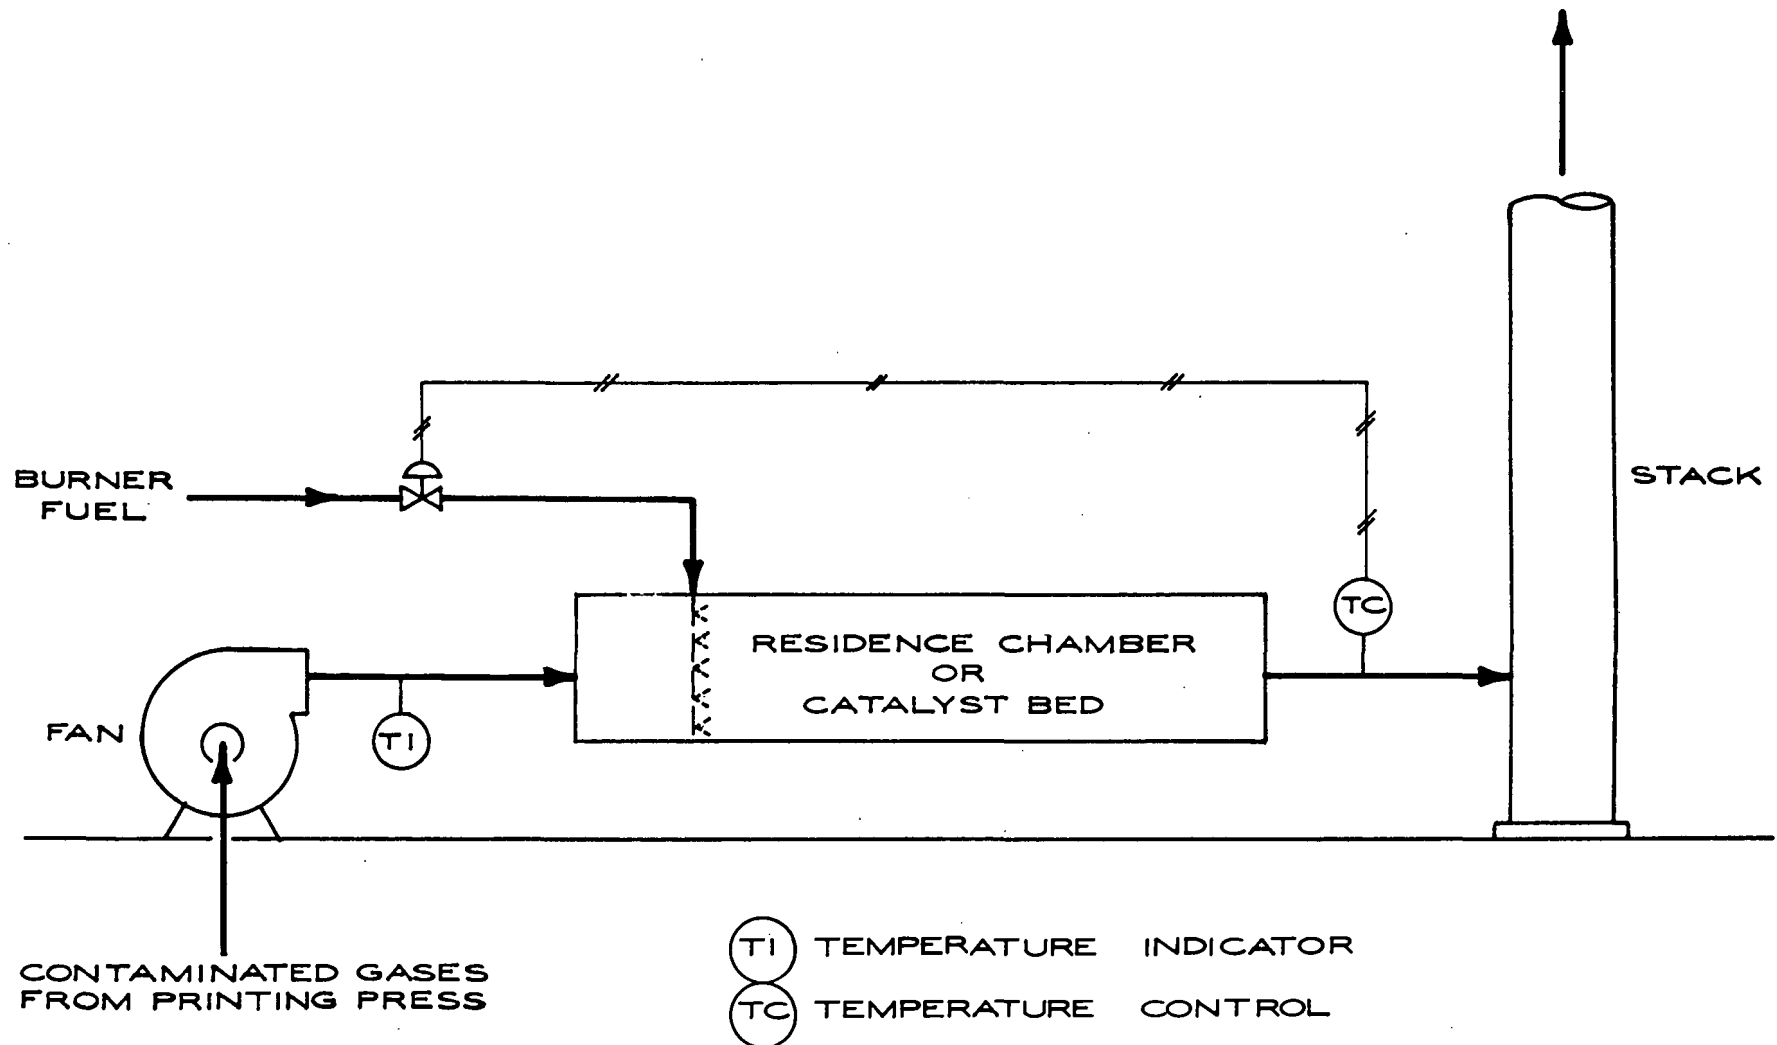 BURNER
FUEL
STACK
TC
RESIDENCE CHAMBER
OR
CATALYST BED
FAN
TI
CONTAMINATED GASES
FROM PRINTING PRESS
TI TEMPERATURE INDICATOR
TC TEMPERATURE CONTROL